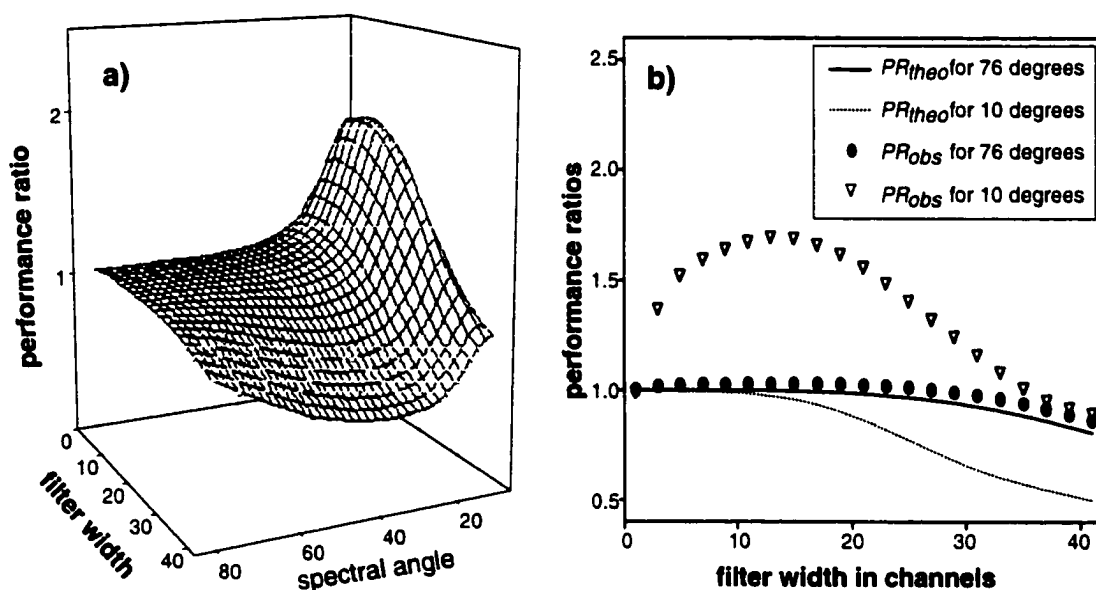 a)
performance ratio
2
1
0
10
20
30
40
filter width
80
60
40
20
spectral angle
b)
PRtheo for 76 degrees
PRtheo for 10 degrees
PRobs for 76 degrees
PRobs for 10 degrees
performance ratios
2.5
2.0
1.5
1.0
0.5
0
10
20
30
40
filter width in channels